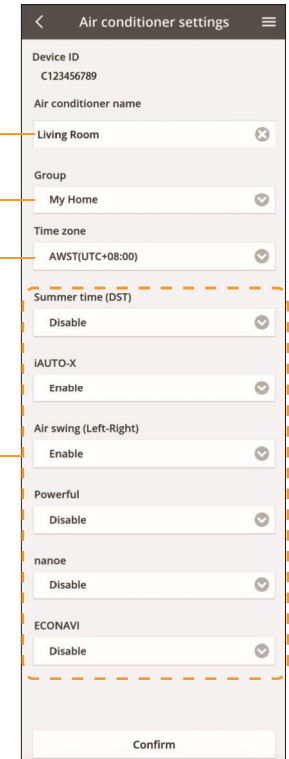 Air conditioner settings
Device ID
C123456789
Air conditioner name
Living Room
Group
My Home
Time zone
AWST(UTC+08:00)
Summer time (DST)
Disable
iAUTO-X
Enable
Air swing (Left-Right)
Enable
Powerful
Disable
nanoe
Disable
ECONAVI
Disable
Confirm